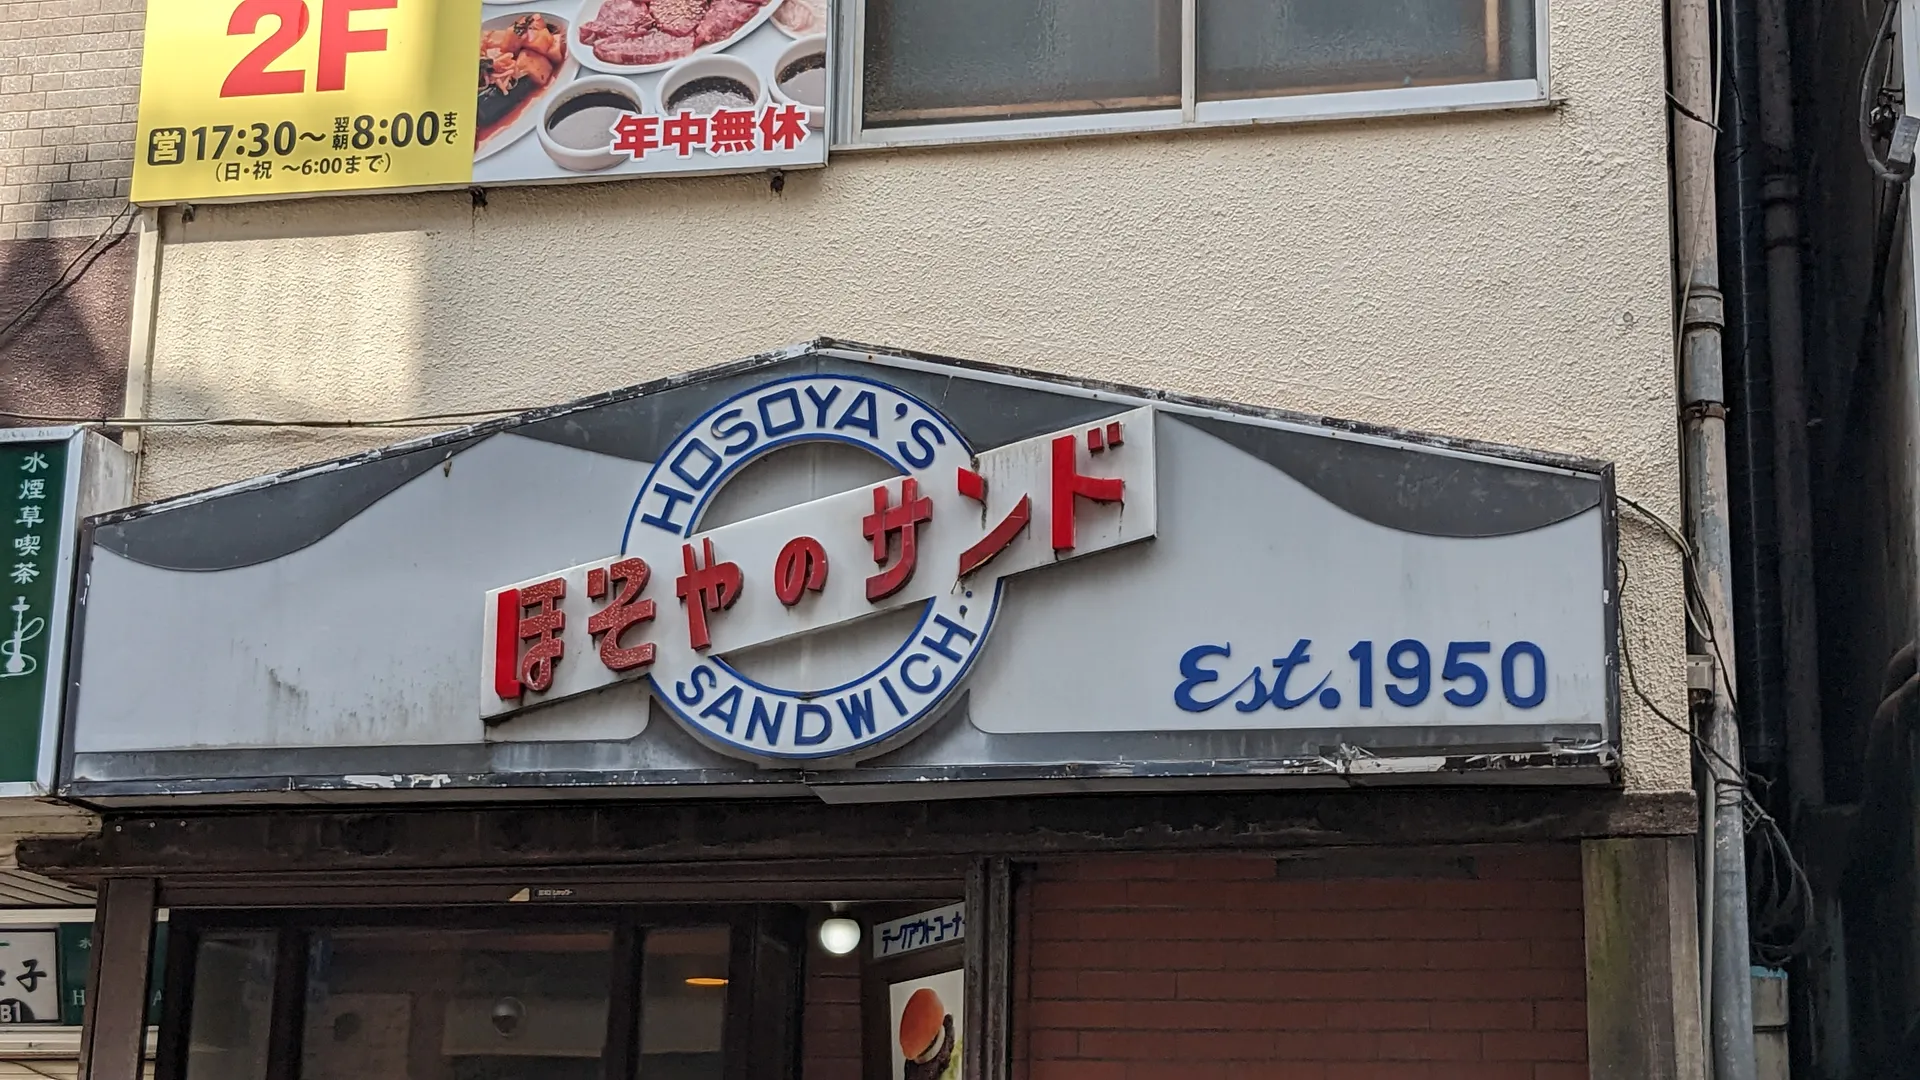 2F
営17:30〜翌朝8:00まで
(日・祝 〜6:00まで)
年中無休
水煙草喫茶
HOSOYA'S
ほそやのサンド
SANDWICH
Est.1950
テークアウトコーナー
子
B1